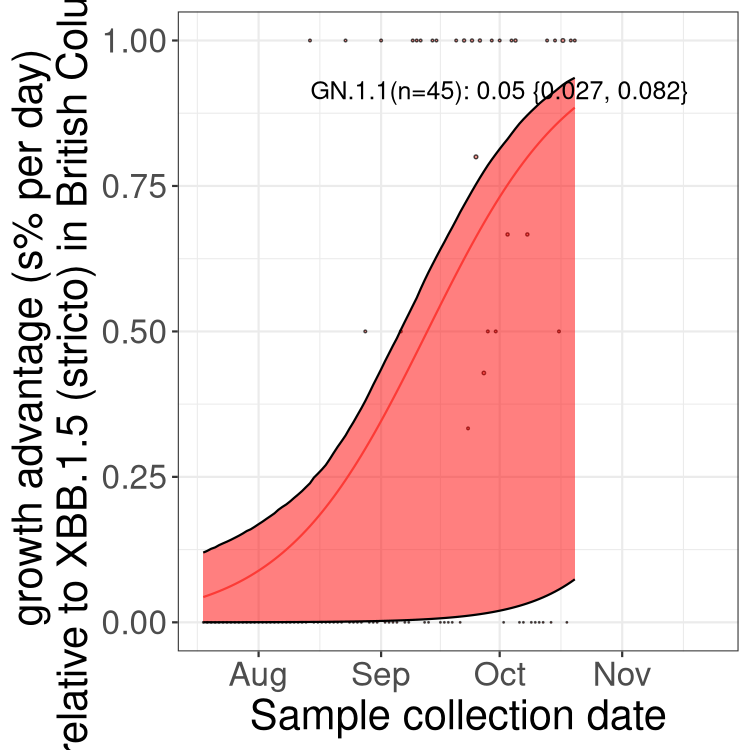 growth advantage (s% per day)
relative to XBB.1.5 (stricto) in British Colu
1.00
0.75
0.50
0.25
0.00
GN.1.1(n=45): 0.05 {0.027, 0.082}
Aug Sep Oct Nov
Sample collection date